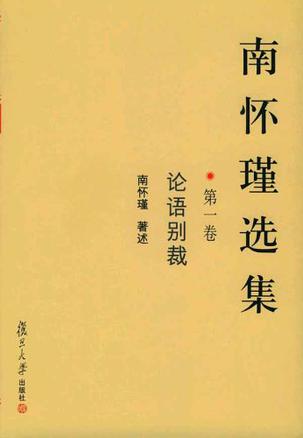 南怀瑾选集
第一卷
论语别裁
南怀瑾 著述
復旦大学出版社